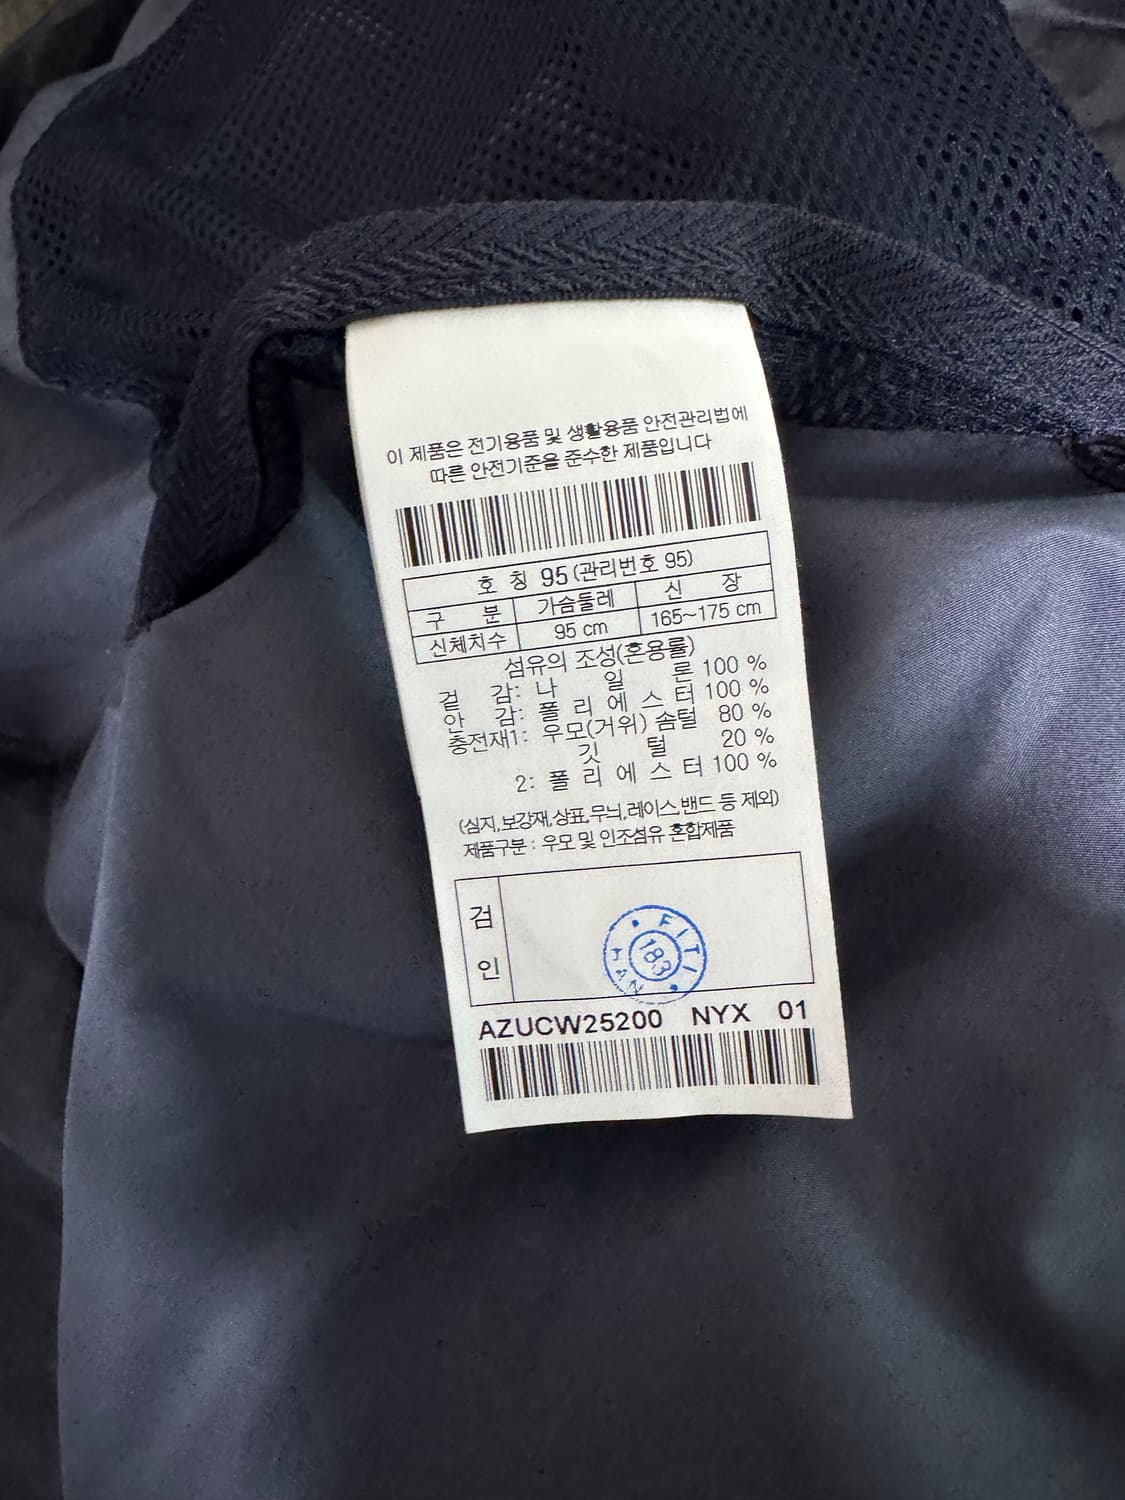 이 제품은 전기용품 및 생활용품 안전관리법에
따른 안전기준을 준수한 제품입니다
호 칭 95 (관리번호 95)
구 분 가슴둘레 신 장
신체치수 95 cm 165~175 cm
섬유의 조성(혼용률)
겉 감: 나 일 론 100 %
안 감: 폴 리 에 스 터 100 %
충전재1: 우모(거위) 솜털 80 %
깃 털 20 %
2: 폴 리 에 스 터 100 %
(심지,보강재,상표,무늬,레이스,밴드 등 제외)
제품구분 : 우모 및 인조섬유 혼합제품
검
인
FITI
183
AZUCW25200 NYX 01